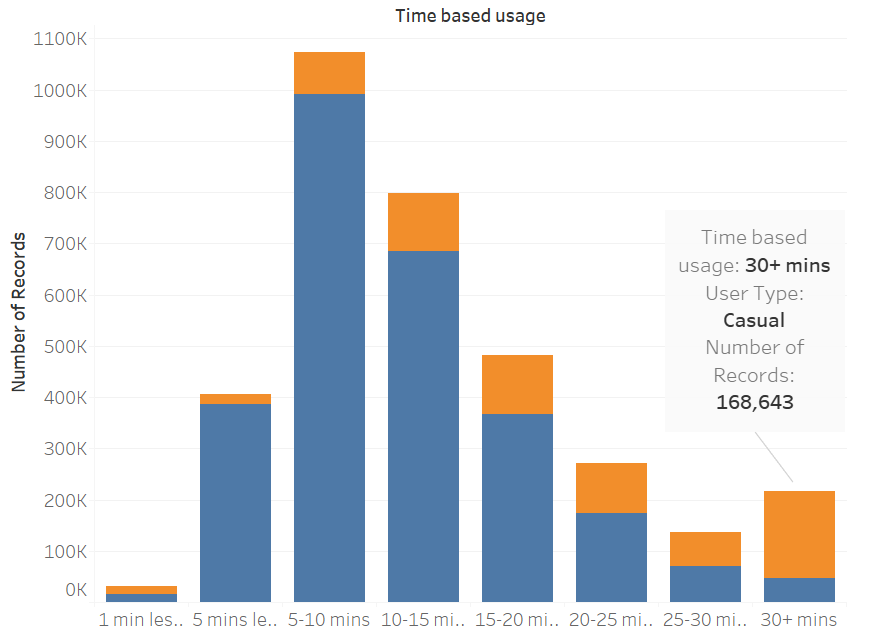 Time based usage
1100K
1000K
900K
800K
700K
600K
500K
400K
300K
200K
100K
0K
Number of Records
Time based
usage: 30+ mins
User Type:
Casual
Number of
Records:
168,643
1 min les.. 5 mins le.. 5-10 mins 10-15 mi.. 15-20 mi.. 20-25 mi.. 25-30 mi.. 30+ mins